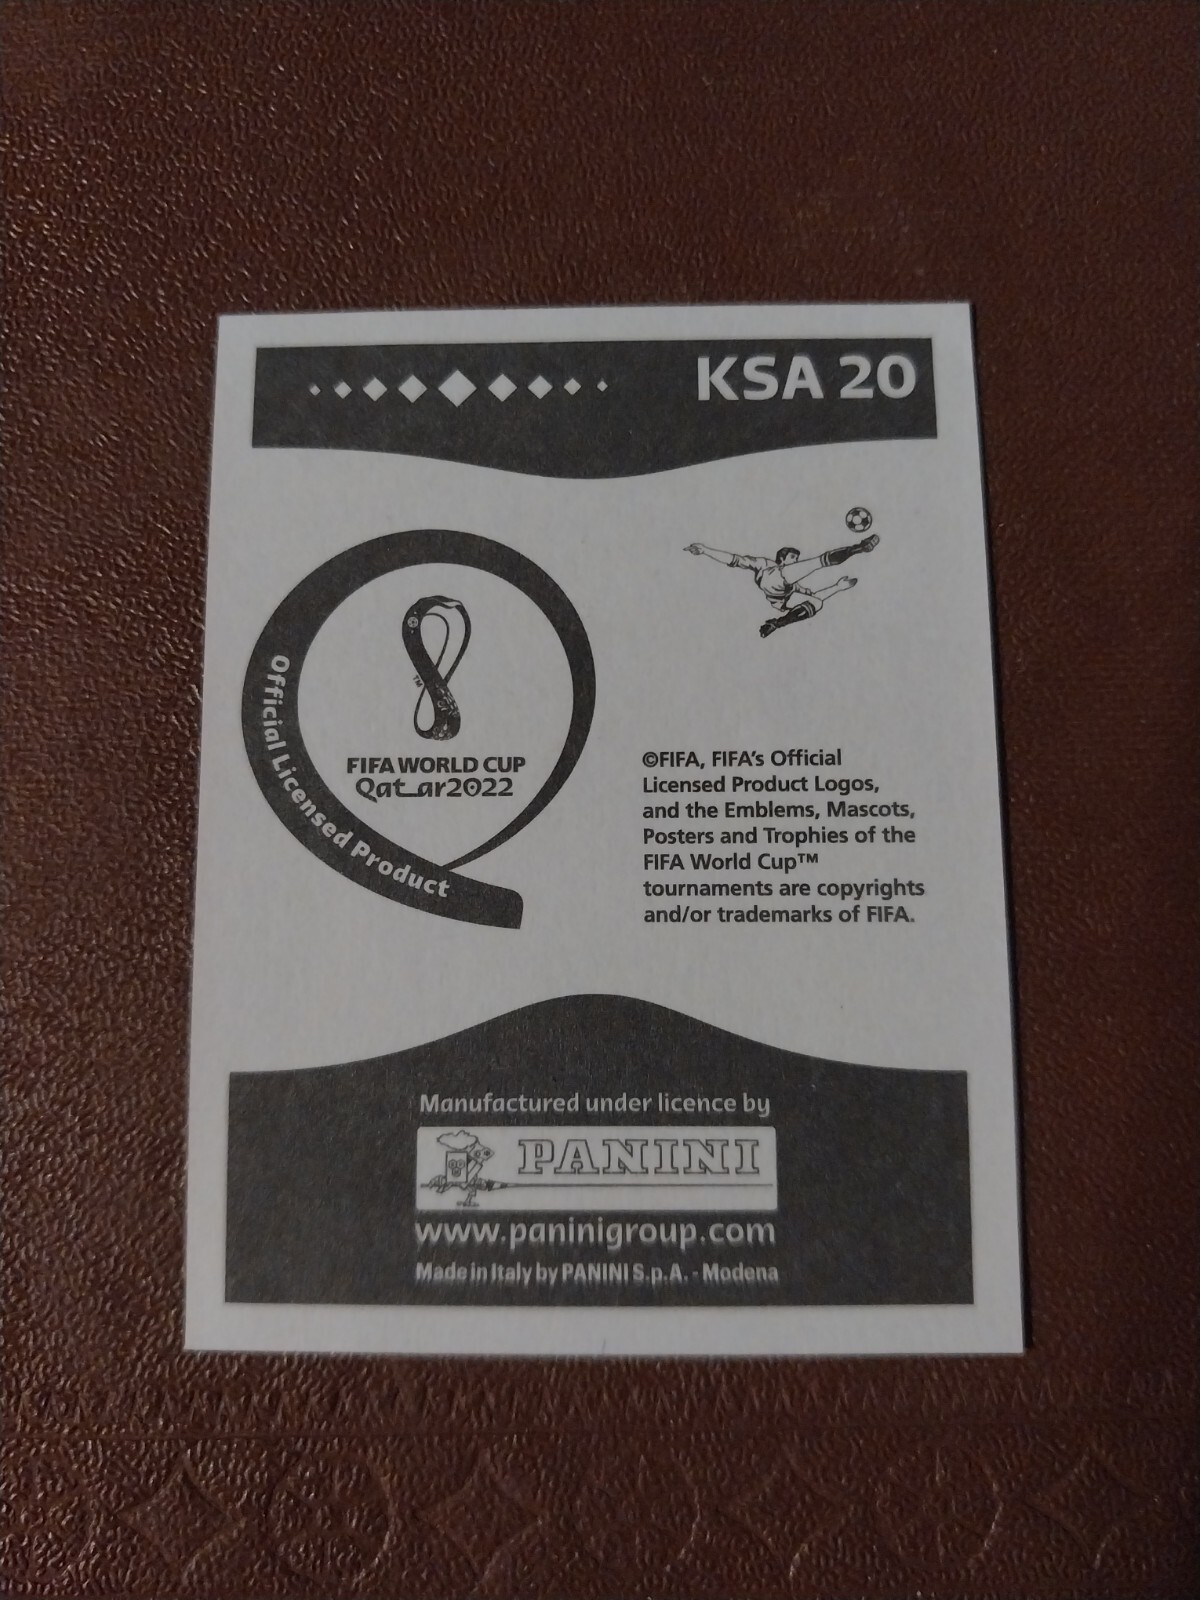 KSA 20
Official Licensed Product
TM
FIFA WORLD CUP
Qatar2022
©FIFA, FIFA's Official
Licensed Product Logos,
and the Emblems, Mascots,
Posters and Trophies of the
FIFA World Cup™
tournaments are copyrights
and/or trademarks of FIFA.
Manufactured under licence by
PANINI
www.paninigroup.com
Made in Italy by PANINI S.p.A. - Modena